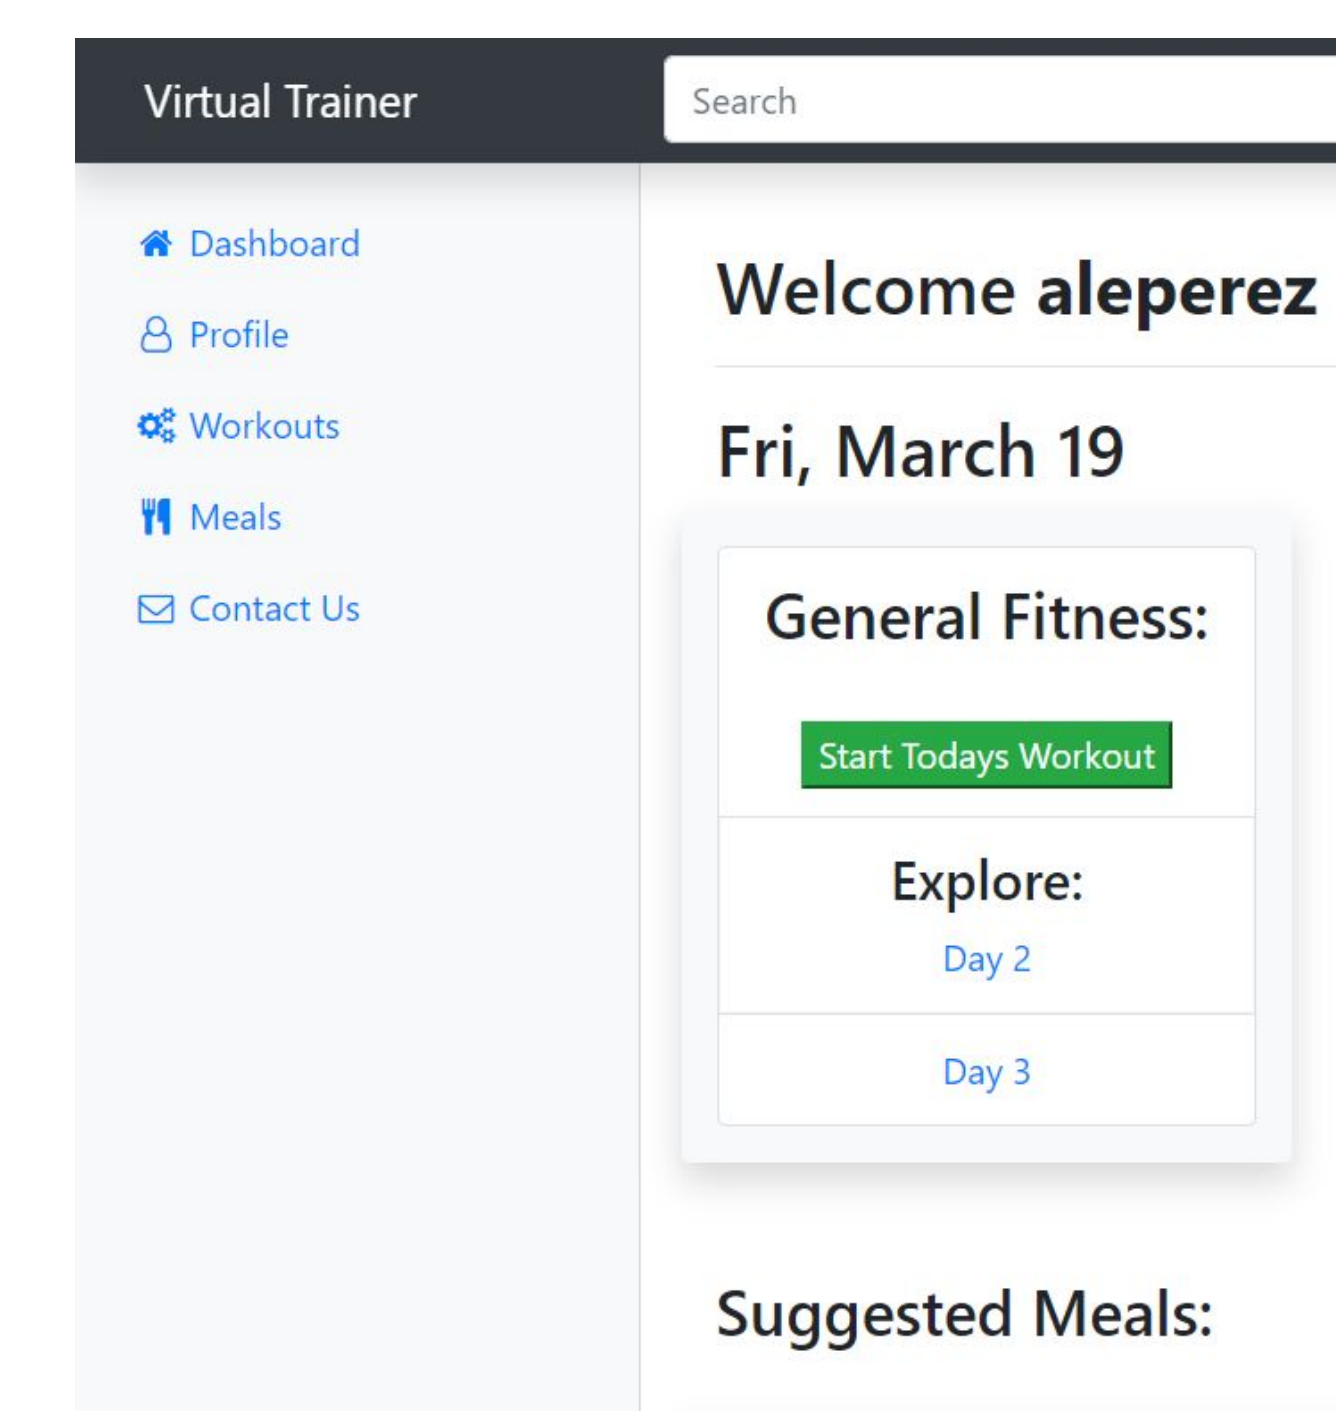 Virtual Trainer
Search
Dashboard
Profile
Workouts
Meals
Contact Us
Welcome aleperez
Fri, March 19
General Fitness:
Start Todays Workout
Explore:
Day 2
Day 3
Suggested Meals: